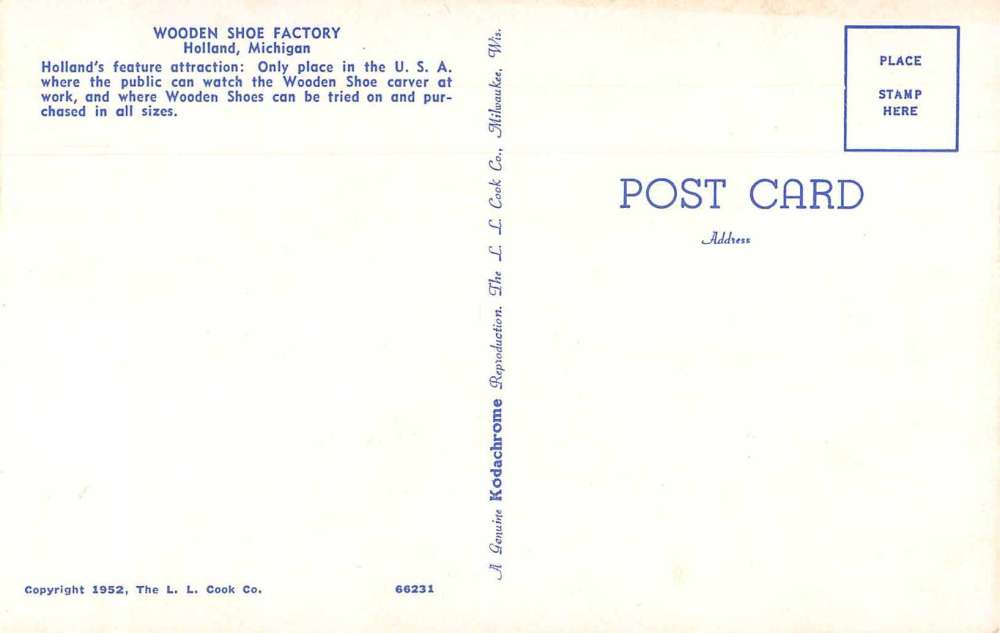 WOODEN SHOE FACTORY
Holland, Michigan
Holland's feature attraction: Only place in the U. S. A.
where the public can watch the Wooden Shoe carver at
work, and where Wooden Shoes can be tried on and pur-
chased in all sizes.
Copyright 1952, The L. L. Cook Co.
66231
A Genuine Kodachrome Reproduction. The L. L. Cook Co., Milwaukee, Wis.
PLACE
STAMP
HERE
POST CARD
Address